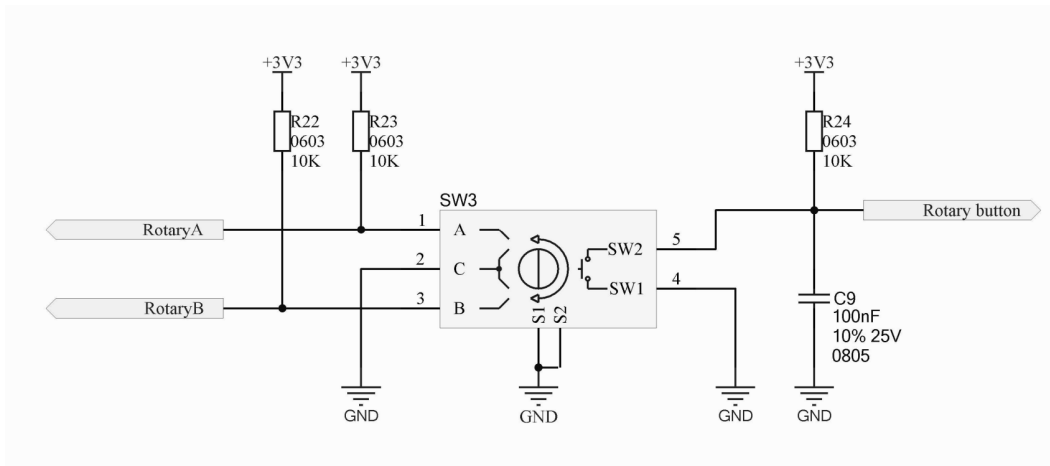 +3V3
+3V3
+3V3
R22
0603
10K
R23
0603
10K
R24
0603
10K
SW3
RotaryA
1
A
2
C
RotaryB
3
B
S1
S2
SW2
5
SW1
4
Rotary button
C9
100nF
10% 25V
0805
GND
GND
GND
GND